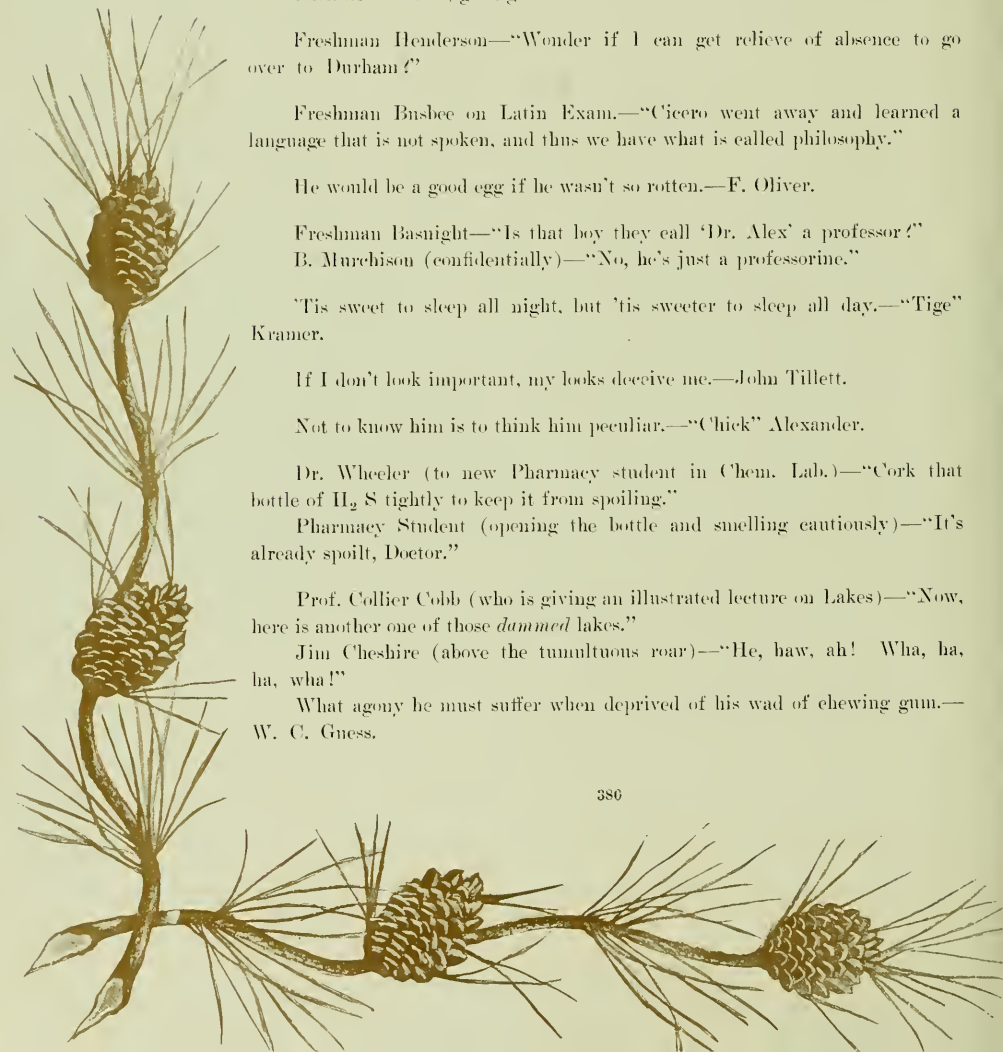 Freshman Henderson—“Wonder if I can get relieve of absence to go
over to Durham?”
Freshman Busbee on Latin Exam.—“Cicero went away and learned a
language that is not spoken, and thus we have what is called philosophy.”
He would be a good egg if he wasn't so rotten.—F. Oliver.
Freshman Basnight—“Is that boy they call ‘Dr. Alex’ a professor?”
B. Murchison (confidentially)—“No, he's just a professorine.”
'Tis sweet to sleep all night, but 'tis sweeter to sleep all day.—“Tige”
Kramer.
If I don't look important, my looks deceive me.—John Tillett.
Not to know him is to think him peculiar.—“Chick” Alexander.
Dr. Wheeler (to new Pharmacy student in Chem. Lab.)—“Cork that
bottle of H₂ S tightly to keep it from spoiling.”
Pharmacy Student (opening the bottle and smelling cautiously)—“It's
already spoilt, Doctor.”
Prof. Collier Cobb (who is giving an illustrated lecture on Lakes)—“Now,
here is another one of those dammed lakes.”
Jim Cheshire (above the tumultuous roar)—“He, haw, ah! Wha, ha,
ha, wha!”
What agony he must suffer when deprived of his wad of chewing gum.—
W. C. Guess.
380